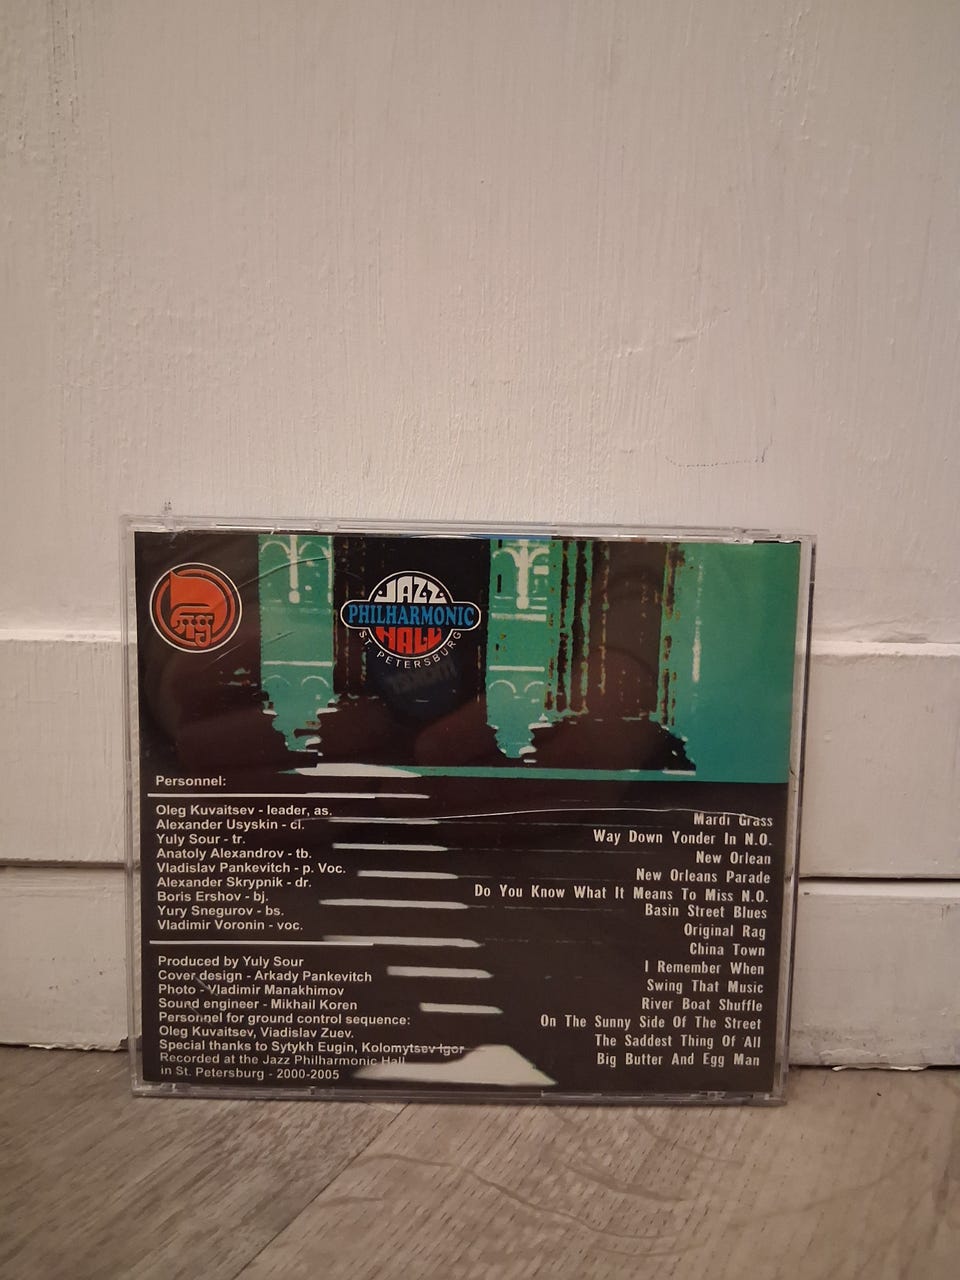 JAZZ
PHILHARMONIC
HALL
ST. PETERSBURG
Personnel:
Oleg Kuvaitsev - leader, as.
Alexander Usyskin - cl.
Yuly Sour - tr.
Anatoly Alexandrov - tb.
Vladislav Pankevitch - p. Voc.
Alexander Skrypnik - dr.
Boris Ershov - bj.
Yury Snegurov - bs.
Vladimir Voronin - voc.
Produced by Yuly Sour
Cover design - Arkady Pankevitch
Photo - Vladimir Manakhimov
Sound engineer - Mikhail Koren
Personnel for ground control sequence:
Oleg Kuvaitsev, Viadislav Zuev.
Special thanks to Sytykh Eugin, Kolomytsev Igor
Recorded at the Jazz Philharmonic Hall
in St. Petersburg - 2000-2005
Mardi Grass
Way Down Yonder In N.O.
New Orlean
New Orleans Parade
Do You Know What It Means To Miss N.O.
Basin Street Blues
Original Rag
China Town
I Remember When
Swing That Music
River Boat Shuffle
On The Sunny Side Of The Street
The Saddest Thing Of All
Big Butter And Egg Man